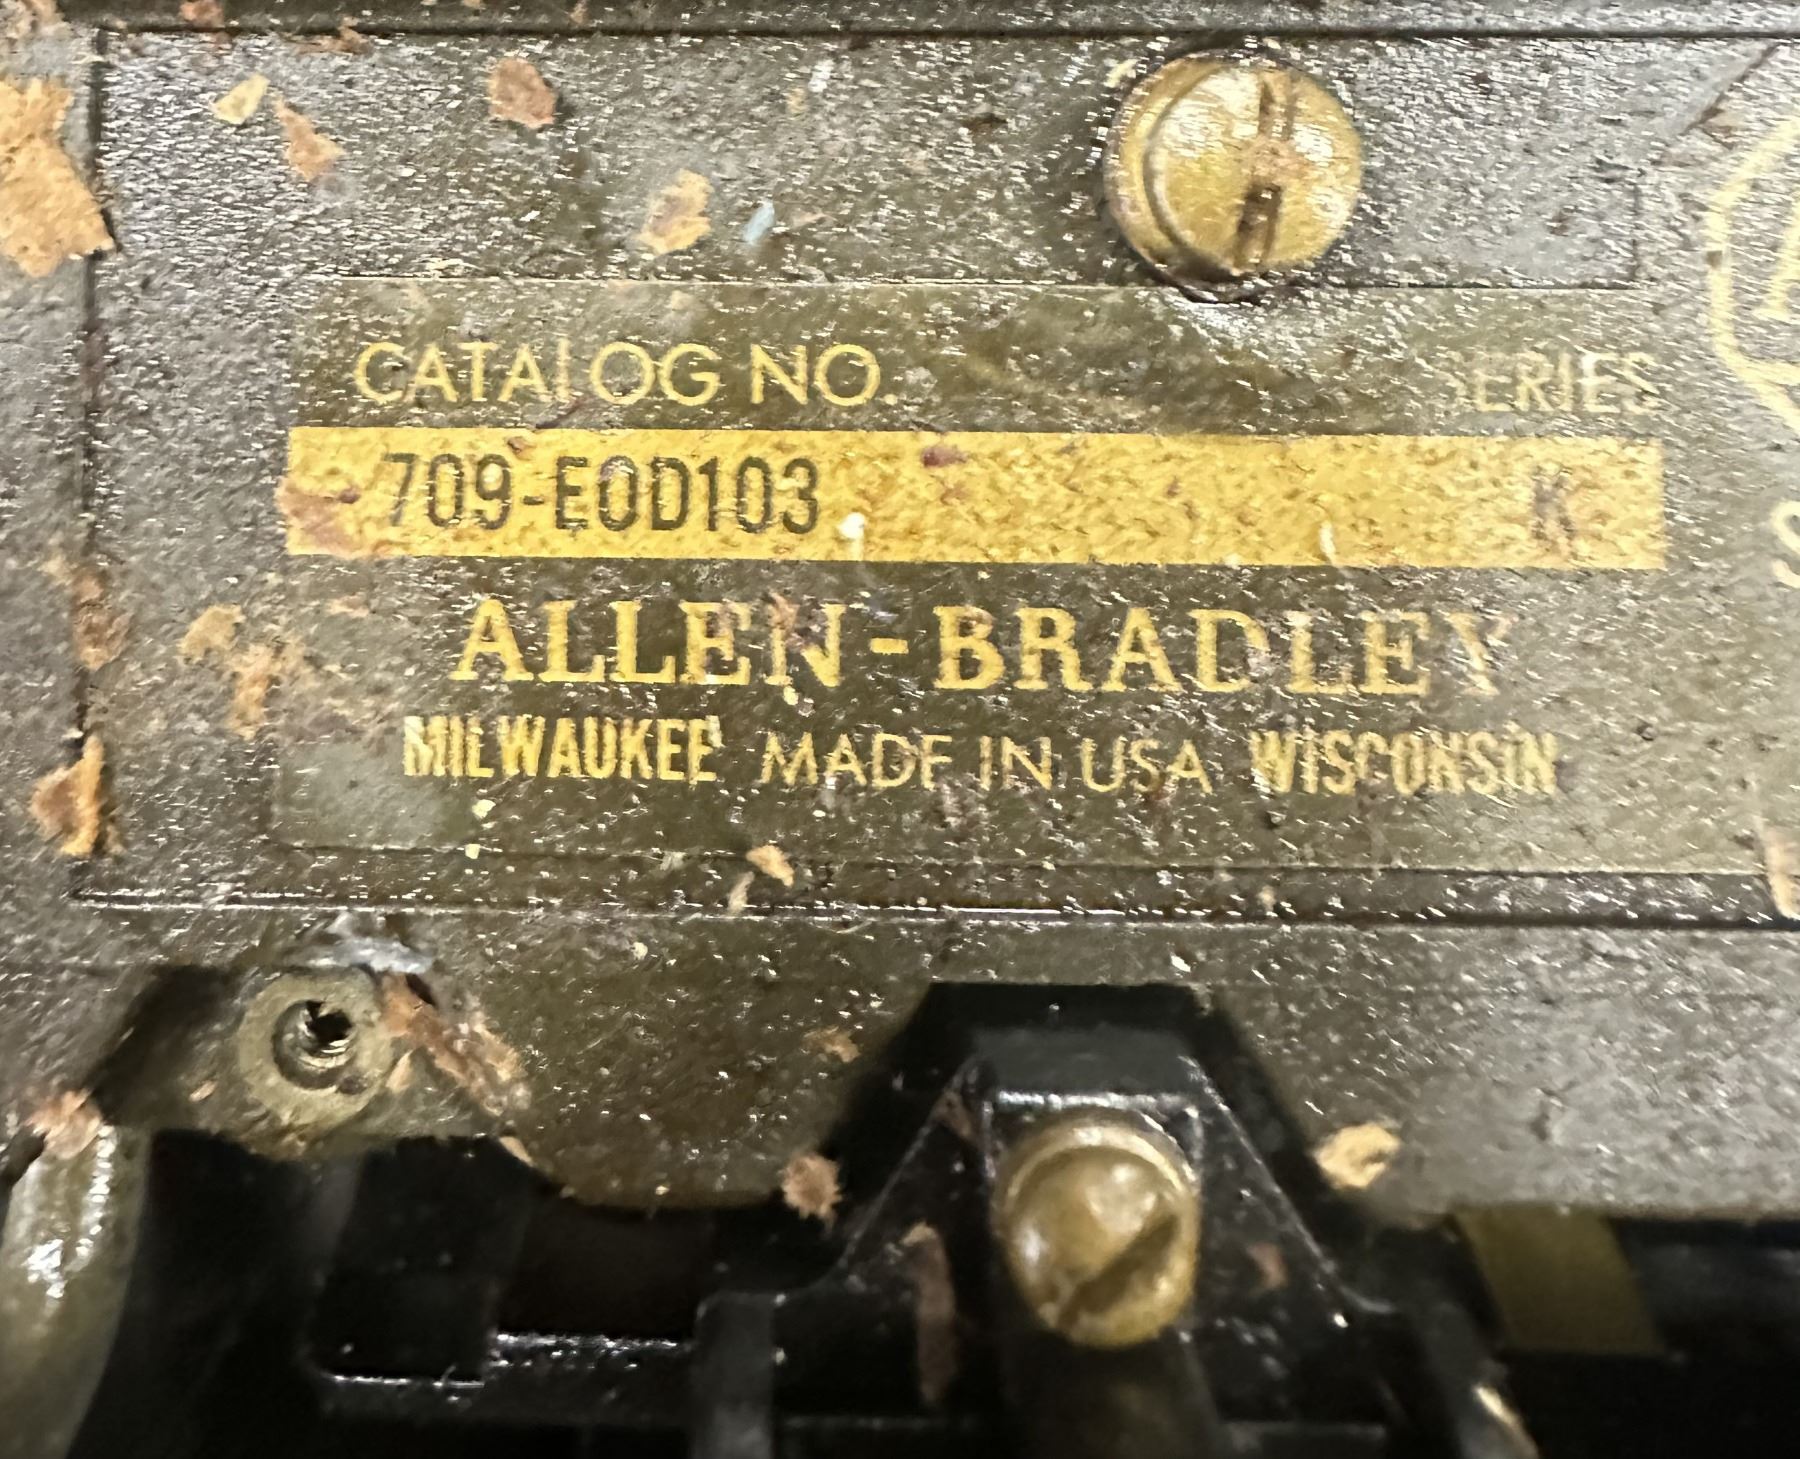 CATALOG NO. SERIES
709-EOD103 K
ALLEN-BRADLEY
MILWAUKEE MADE IN USA WISCONSIN